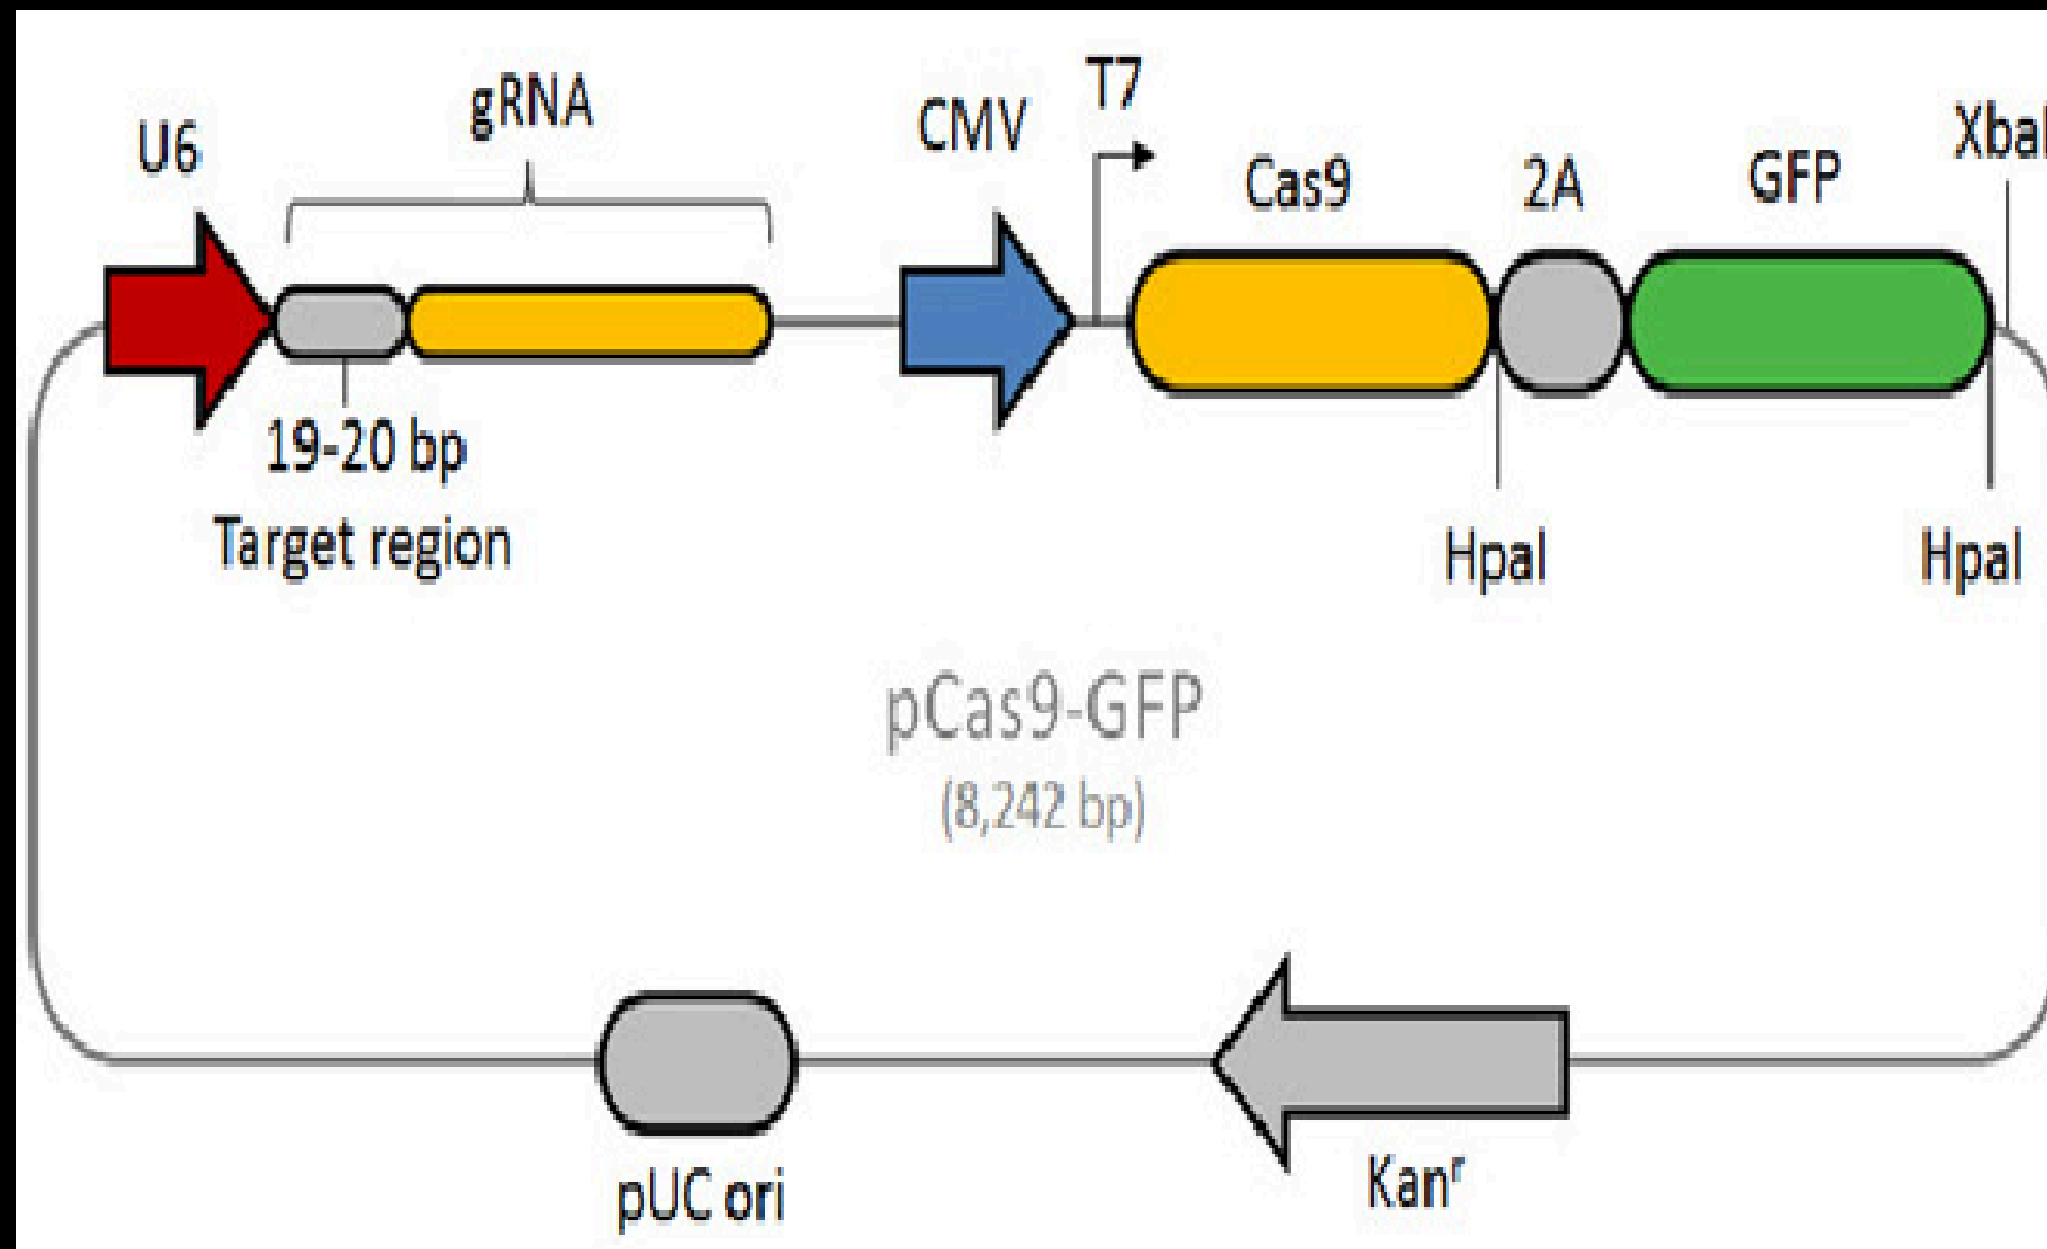 U6
gRNA
CMV
T7
Cas9
2A
GFP
XbaI
19-20 bp
Target region
HpaI
HpaI
pCas9-GFP
(8,242 bp)
pUC ori
Kanʳ